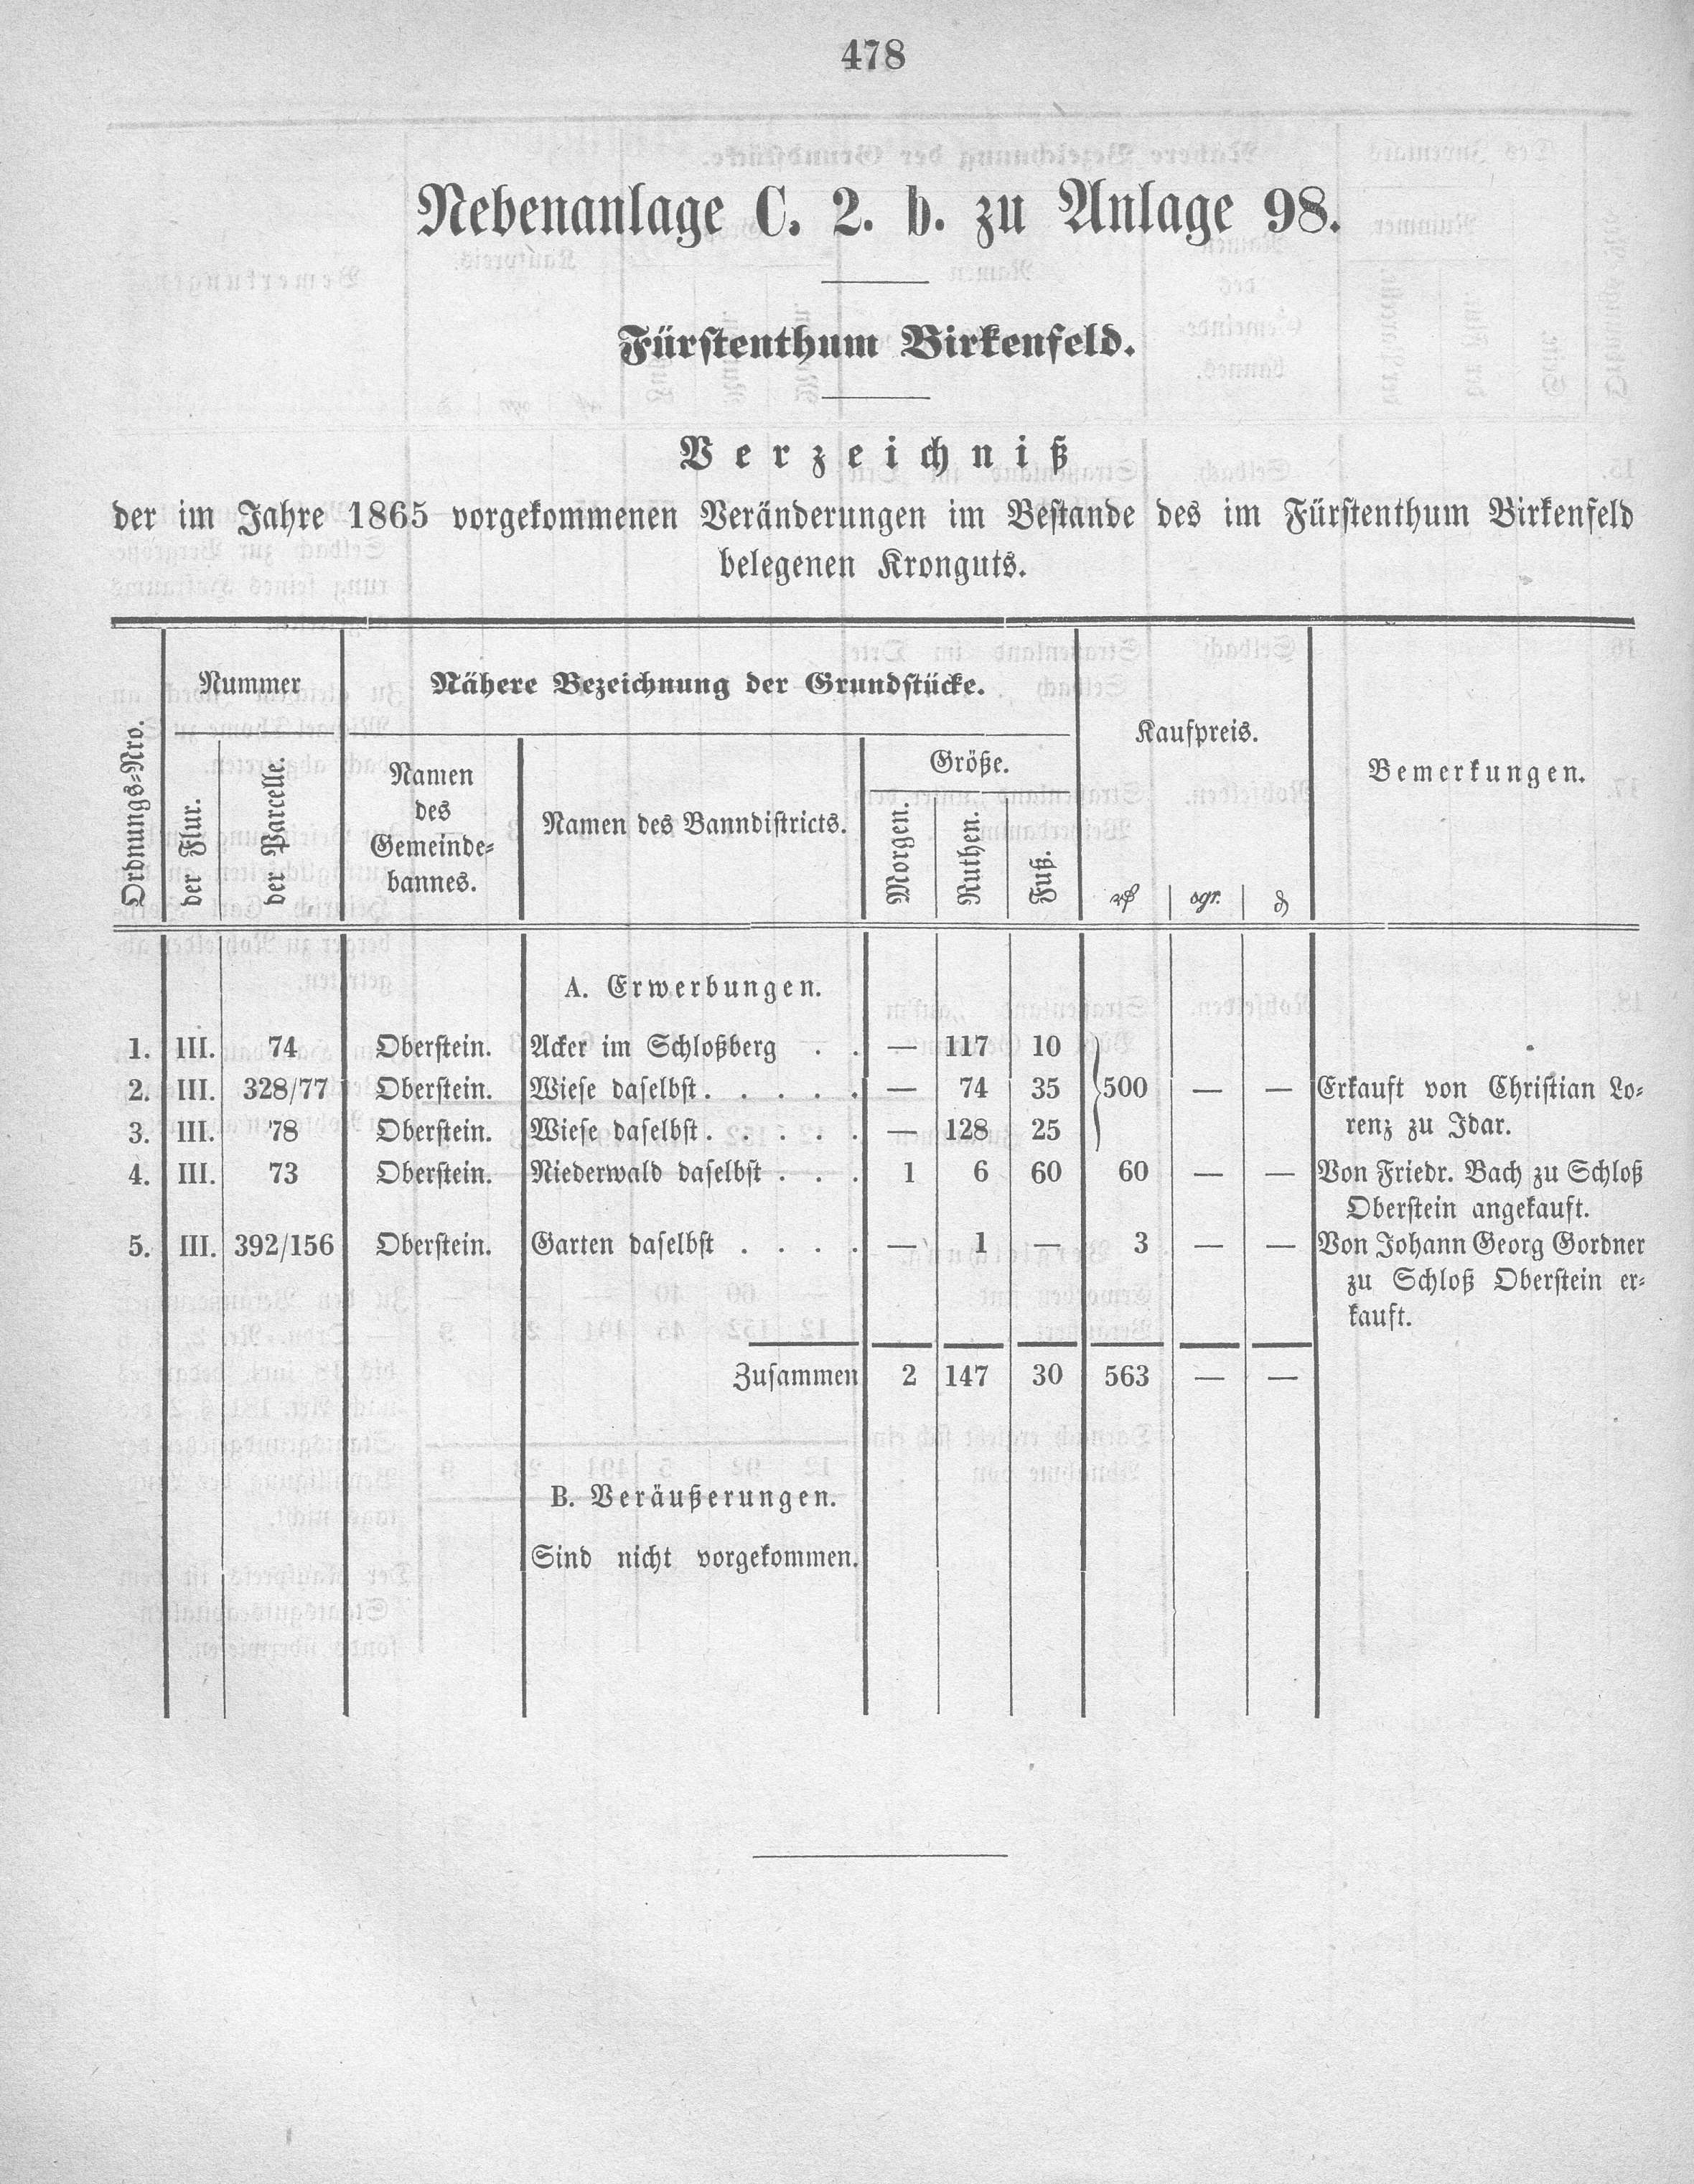 478
Nebenanlage C. 2. b. zu Anlage 98.
Fürstenthum Birkenfeld.
Verzeichniß
der im Jahre 1865 vorgekommenen Veränderungen im Bestande des im Fürstenthum Birkenfeld
belegenen Kronguts.
Ordnungs-Nro.
Nummer
der Flur.
der Parcelle.
Nähere Bezeichnung der Grundstücke.
Namen
des
Gemeinde-
bannes.
Namen des Banndistricts.
Größe.
Morgen.
Ruthen.
Fuß.
Kaufpreis.
sgr.
Bemerkungen.
A. Erwerbungen.
1. III. 74 Oberstein. Acker im Schloßberg . . — 117 10
2. III. 328/77 Oberstein. Wiese daselbst. . . . . — 74 35 500 — — Erkauft von Christian Lo-
3. III. 78 Oberstein. Wiese daselbst. . . . . — 128 25 renz zu Idar.
4. III. 73 Oberstein. Niederwald daselbst . . . 1 6 60 60 — — Von Friedr. Bach zu Schloß
Oberstein angekauft.
5. III. 392/156 Oberstein. Garten daselbst . . . . — 1 — 3 — — Von Johann Georg Gordner
zu Schloß Oberstein er-
kauft.
Zusammen 2 147 30 563 — —
B. Veräußerungen.
Sind nicht vorgekommen.